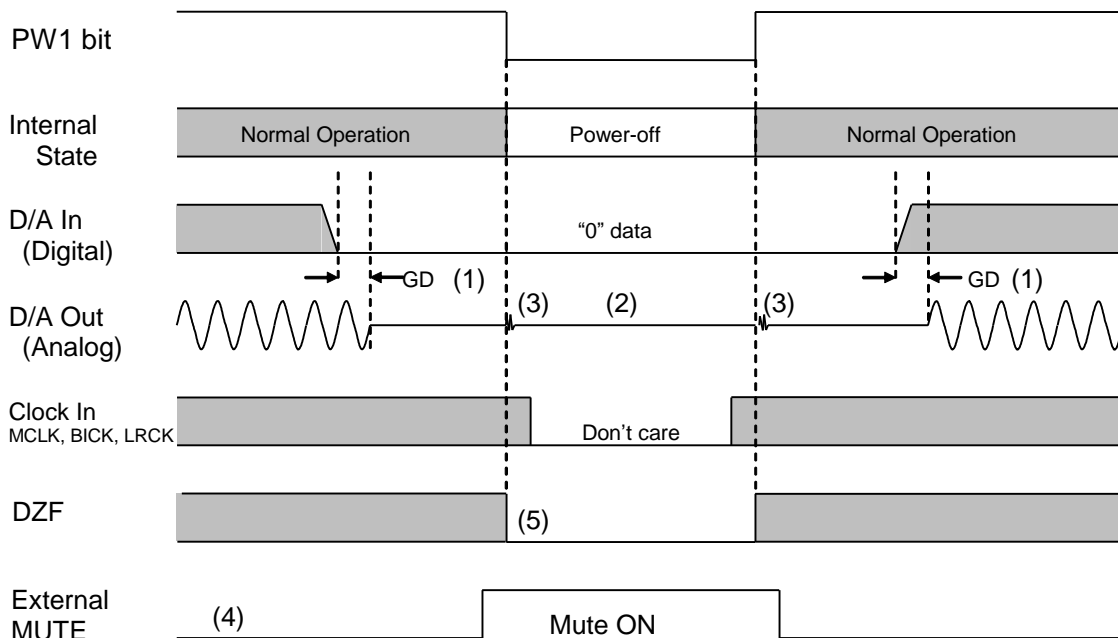 PW1 bit
Internal
State
Normal Operation
Power-off
Normal Operation
D/A In
(Digital)
“0” data
GD (1)
GD (1)
D/A Out
(Analog)
(3)
(2)
(3)
Clock In
MCLK, BICK, LRCK
Don’t care
DZF
(5)
External
MUTE
(4)
Mute ON